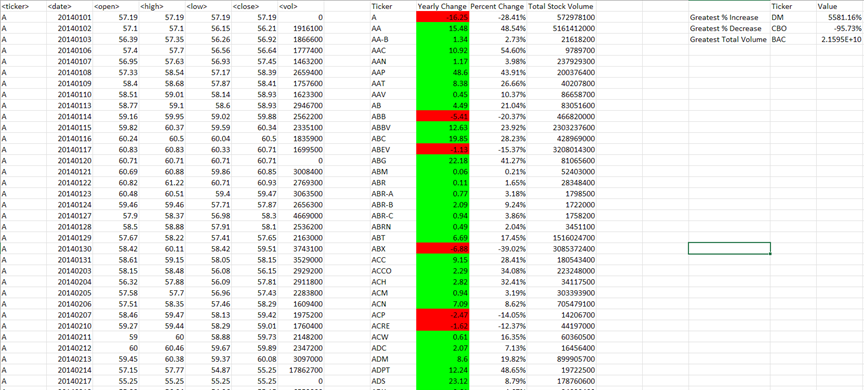 <ticker> <date> <open> <high> <low> <close> <vol> Ticker Yearly Change Percent Change Total Stock Volume Ticker Value
A 20140101 57.19 57.19 57.19 57.19 0 A -16.25 -28.41% 572978100 Greatest % Increase DM 5581.16%
A 20140102 57.1 57.1 56.15 56.21 1916100 AA 15.48 48.54% 5161412000 Greatest % Decrease CBO -95.73%
A 20140103 56.39 57.35 56.26 56.92 1866600 AA-B 1.34 2.73% 21618200 Greatest Total Volume BAC 2.1595E+10
A 20140106 57.4 57.7 56.56 56.64 1777400 AAC 10.92 54.60% 9789700
A 20140107 56.95 57.63 56.93 57.45 1463200 AAN 1.17 3.98% 237929300
A 20140108 57.33 58.54 57.17 58.39 2659400 AAP 48.6 43.91% 200376400
A 20140109 58.4 58.68 57.87 58.41 1757600 AAT 8.38 26.66% 40207800
A 20140110 58.51 59.01 58.14 58.93 1623300 AAV 0.45 10.37% 86658700
A 20140113 58.77 59.1 58.6 58.93 2946700 AB 4.49 21.04% 83051600
A 20140114 59.16 59.95 59.02 59.88 2562200 ABB -5.41 -20.37% 466820000
A 20140115 59.82 60.37 59.59 60.34 2335100 ABBV 12.63 23.92% 2303237600
A 20140116 60.24 60.5 60.04 60.5 1835900 ABC 19.85 28.23% 428969000
A 20140117 60.83 60.83 60.33 60.71 1699500 ABEV -1.13 -15.37% 3208014300
A 20140120 60.71 60.71 60.71 60.71 0 ABG 22.18 41.27% 81065600
A 20140121 60.69 60.88 59.86 60.85 3008400 ABM 0.06 0.21% 52403000
A 20140122 60.82 61.22 60.71 60.93 2769300 ABR 0.11 1.65% 28348400
A 20140123 60.48 60.51 59.4 59.47 3063500 ABR-A 0.77 3.18% 1798500
A 20140124 59.46 59.46 57.71 57.87 2656300 ABR-B 2.09 9.24% 1722000
A 20140127 57.9 58.37 56.98 58.3 4669000 ABR-C 0.94 3.86% 1758200
A 20140128 58.5 58.88 57.91 58.1 2536200 ABRN 0.49 2.04% 3451100
A 20140129 57.67 58.22 57.41 57.65 2163000 ABT 6.69 17.45% 1516024700
A 20140130 58.42 60.11 58.42 59.51 3743100 ABX -6.88 -39.02% 3085372400
A 20140131 58.61 59.15 58.05 58.15 3529000 ACC 9.15 28.41% 180543400
A 20140203 58.15 58.48 56.08 56.15 2929200 ACCO 2.29 34.08% 223248000
A 20140204 56.32 57.88 56.09 57.81 2911800 ACH 2.82 32.41% 34117500
A 20140205 57.58 57.7 56.96 57.43 2283800 ACM 0.94 3.19% 303393900
A 20140206 57.51 58.35 57.46 58.29 1609400 ACN 7.09 8.62% 705479100
A 20140207 58.46 59.47 58.13 59.42 1975200 ACP -2.47 -14.05% 14206700
A 20140210 59.27 59.44 58.29 59.01 1760400 ACRE -1.62 -12.37% 44197000
A 20140211 59 60 58.88 59.73 2148200 ACW 0.61 16.35% 60360500
A 20140212 60 60.46 59.67 59.89 2347200 ADC 2.07 7.13% 16456400
A 20140213 59.45 60.38 59.37 60.08 3097000 ADM 8.6 19.82% 899905700
A 20140214 57.15 57.77 54.87 55.25 17862700 ADPT 12.24 48.65% 19722500
A 20140217 55.25 55.25 55.25 55.25 0 ADS 23.12 8.79% 178760600